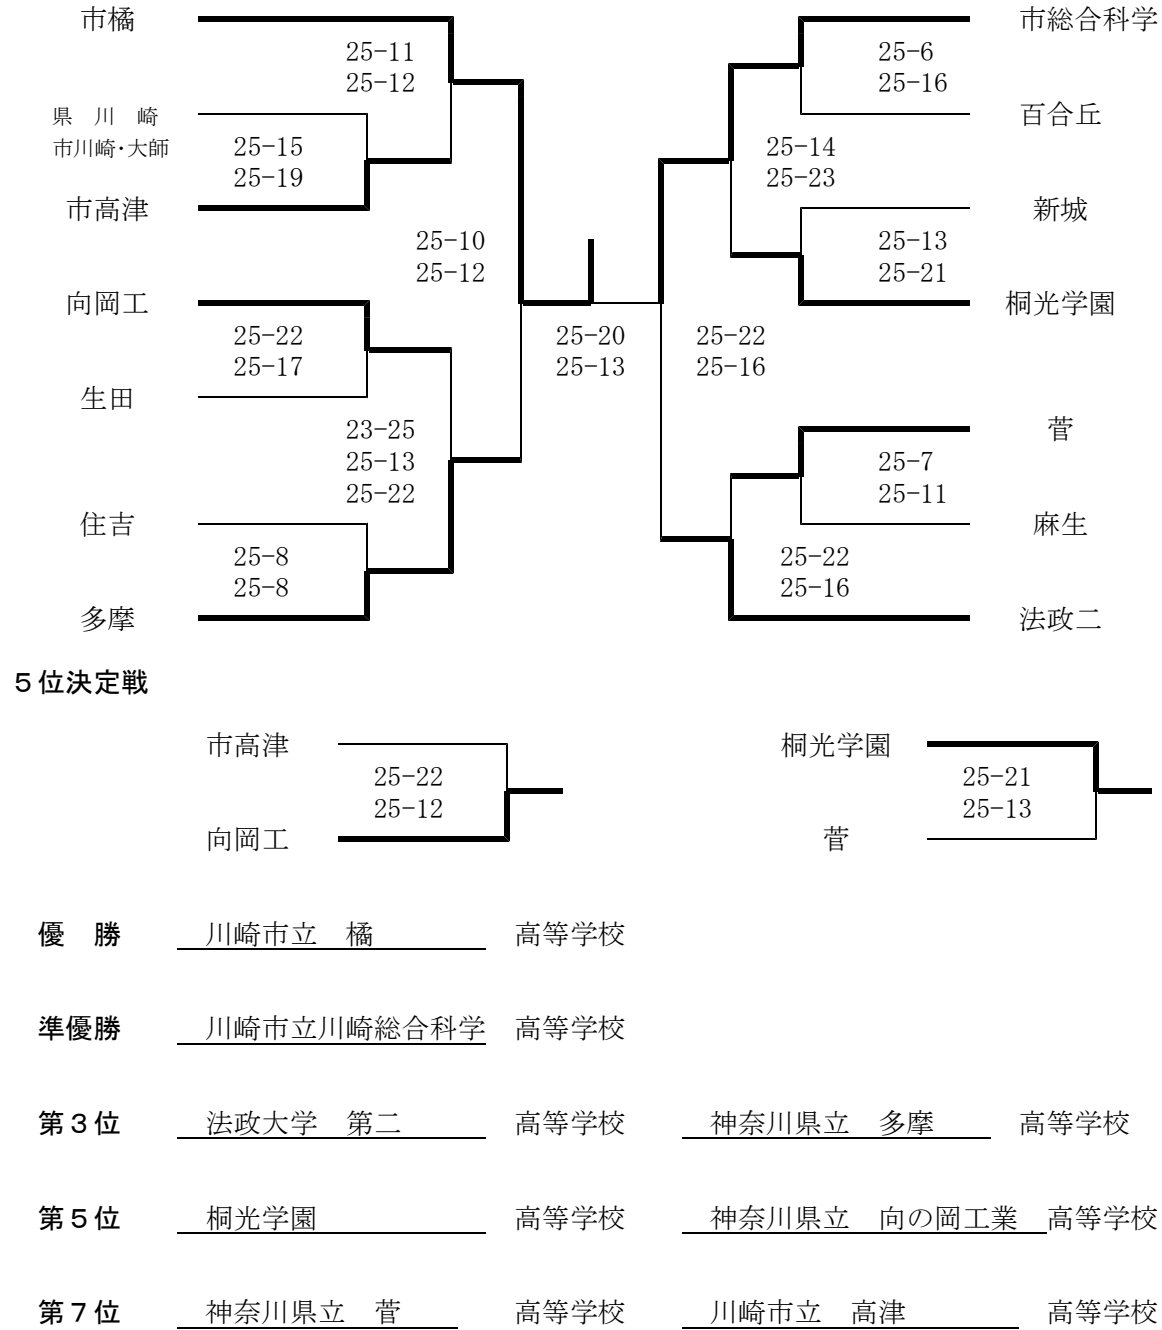 市橘
市総合科学
25-11
25-12
25-6
25-16
県　川　崎
市川崎・大師
百合丘
25-15
25-19
25-14
25-23
市高津
新城
25-10
25-12
25-13
25-21
向岡工
桐光学園
25-22
25-17
25-20
25-13
25-22
25-16
生田
菅
23-25
25-13
25-22
25-7
25-11
住吉
麻生
25-8
25-8
25-22
25-16
多摩
法政二
５位決定戦
市高津
桐光学園
25-22
25-12
25-21
25-13
向岡工
菅
優　勝　川崎市立　橘　高等学校
準優勝　川崎市立川崎総合科学　高等学校
第３位　法政大学　第二　高等学校　神奈川県立　多摩　高等学校
第５位　桐光学園　高等学校　神奈川県立　向の岡工業　高等学校
第７位　神奈川県立　菅　高等学校　川崎市立　高津　高等学校